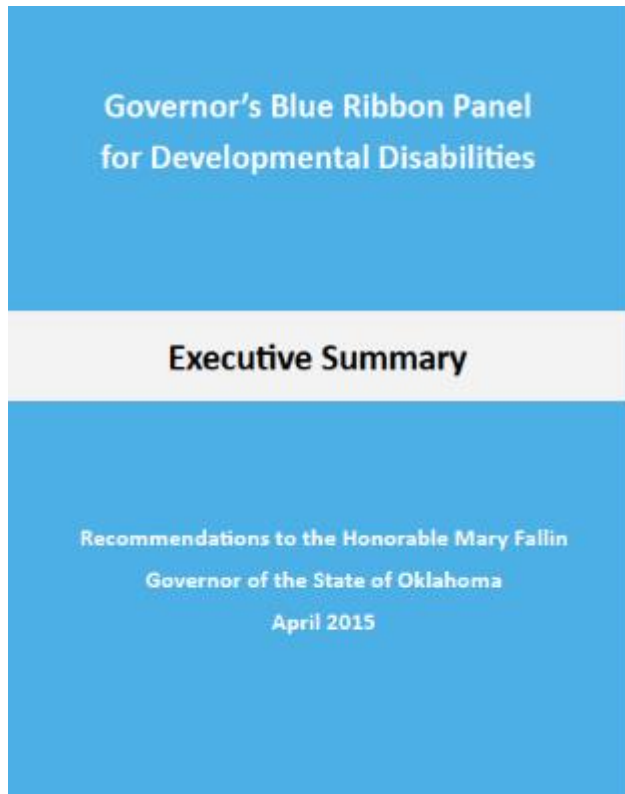 Governor’s Blue Ribbon Panel
for Developmental Disabilities
Executive Summary
Recommendations to the Honorable Mary Fallin
Governor of the State of Oklahoma
April 2015